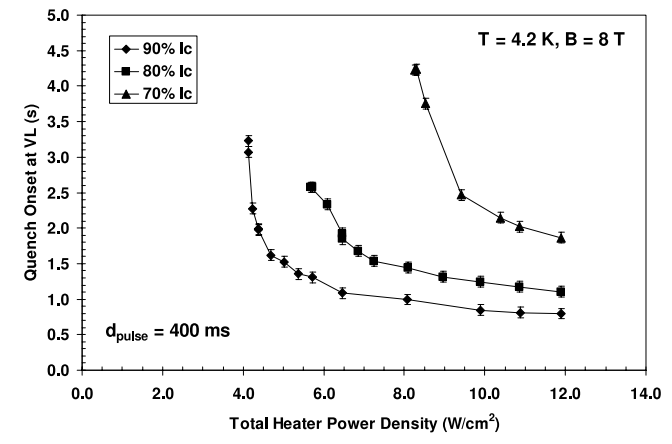 5.0
4.5
4.0
3.5
3.0
2.5
2.0
1.5
1.0
0.5
0.0
Quench Onset at VL (s)
90% Ic
80% Ic
70% Ic
T = 4.2 K, B = 8 T
dpulse = 400 ms
0.0 2.0 4.0 6.0 8.0 10.0 12.0 14.0
Total Heater Power Density (W/cm²)